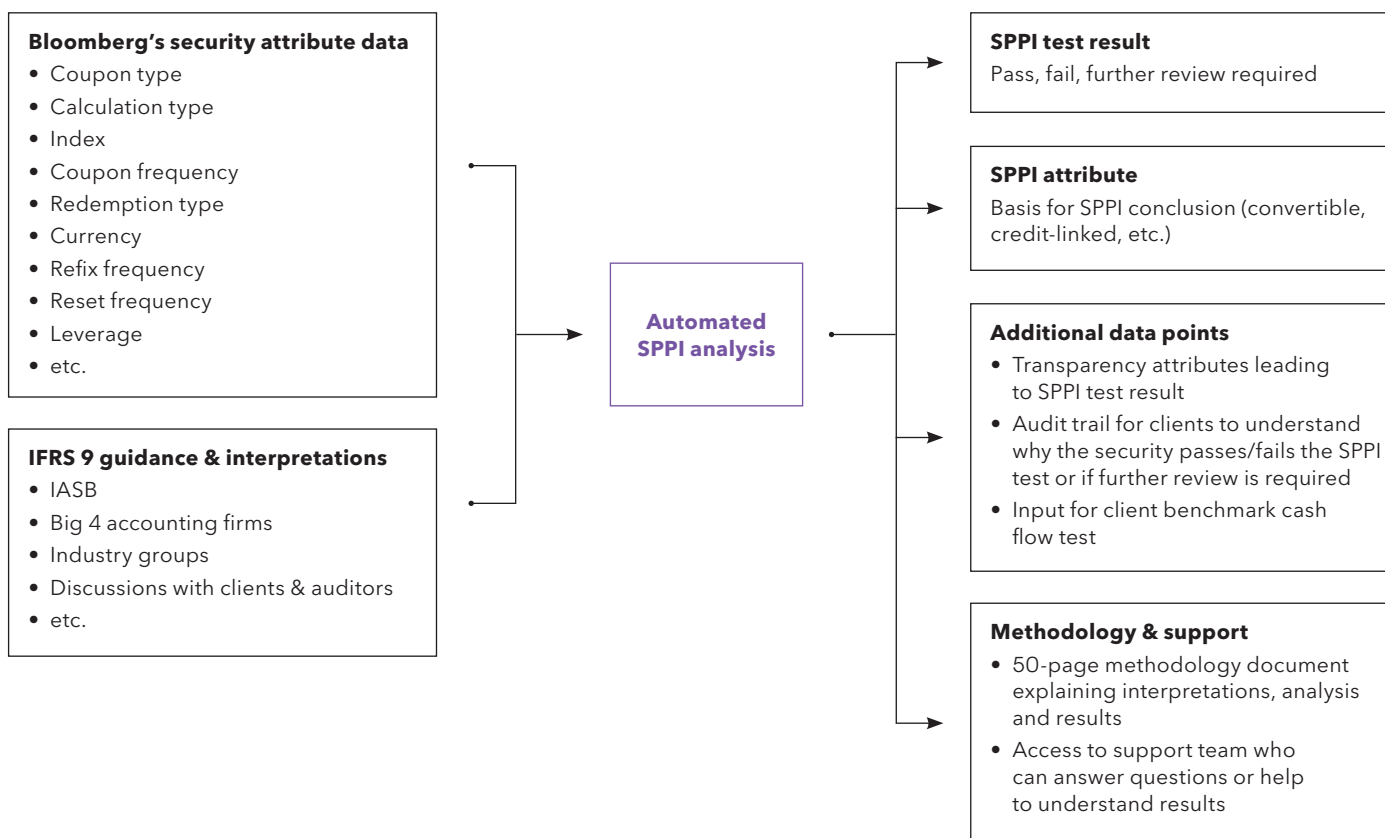 Bloomberg's security attribute data
• Coupon type
• Calculation type
• Index
• Coupon frequency
• Redemption type
• Currency
• Refix frequency
• Reset frequency
• Leverage
• etc.
IFRS 9 guidance & interpretations
• IASB
• Big 4 accounting firms
• Industry groups
• Discussions with clients & auditors
• etc.
Automated
SPPI analysis
SPPI test result
Pass, fail, further review required
SPPI attribute
Basis for SPPI conclusion (convertible,
credit-linked, etc.)
Additional data points
• Transparency attributes leading
to SPPI test result
• Audit trail for clients to understand
why the security passes/fails the SPPI
test or if further review is required
• Input for client benchmark cash
flow test
Methodology & support
• 50-page methodology document
explaining interpretations, analysis
and results
• Access to support team who
can answer questions or help
to understand results